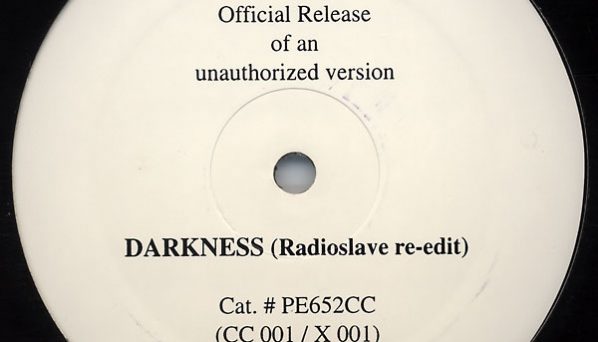 Official Release
of an
unauthorized version
DARKNESS (Radioslave re-edit)
Cat. # PE652CC
(CC 001 / X 001)